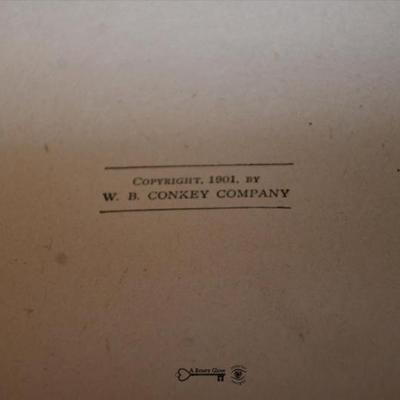 COPYRIGHT, 1901, BY
W. B. CONKEY COMPANY